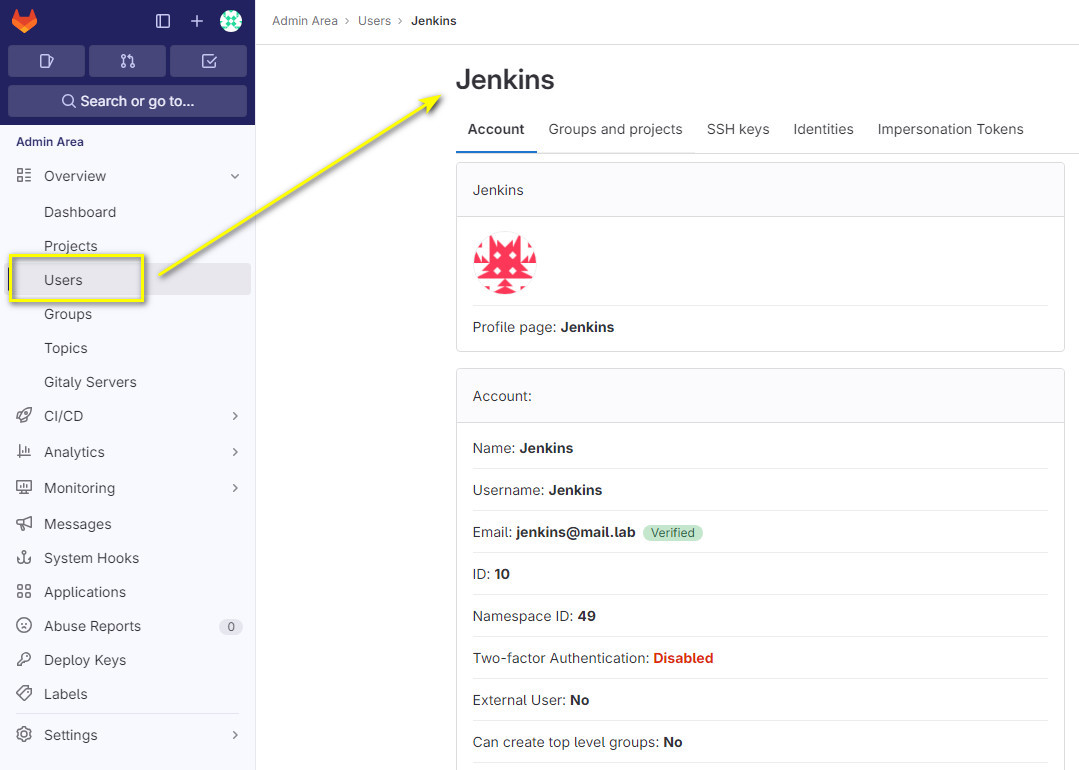 Admin Area › Users › Jenkins
Search or go to...
Admin Area
Overview
Dashboard
Projects
Users
Groups
Topics
Gitaly Servers
CI/CD
Analytics
Monitoring
Messages
System Hooks
Applications
Abuse Reports 0
Deploy Keys
Labels
Settings
Jenkins
Account Groups and projects SSH keys Identities Impersonation Tokens
Jenkins
Profile page: Jenkins
Account:
Name: Jenkins
Username: Jenkins
Email: jenkins@mail.lab Verified
ID: 10
Namespace ID: 49
Two-factor Authentication: Disabled
External User: No
Can create top level groups: No